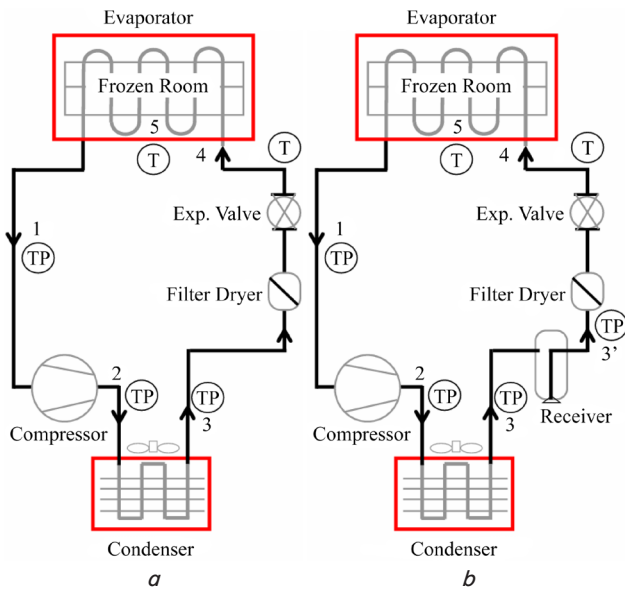 Evaporator
Frozen Room
5
T
4
T
Exp. Valve
1
TP
Filter Dryer
2
TP
TP
3
Compressor
Condenser
a
Evaporator
Frozen Room
5
T
4
T
Exp. Valve
1
TP
Filter Dryer
TP
3’
2
TP
TP
3
Receiver
Compressor
Condenser
b